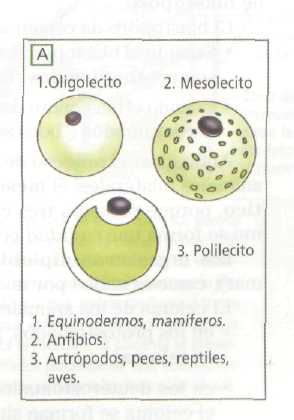 A
1.Oligolecito
2. Mesolecito
3. Polilecito
1. Equinodermos, mamíferos.
2. Anfibios.
3. Artrópodos, peces, reptiles,
aves.